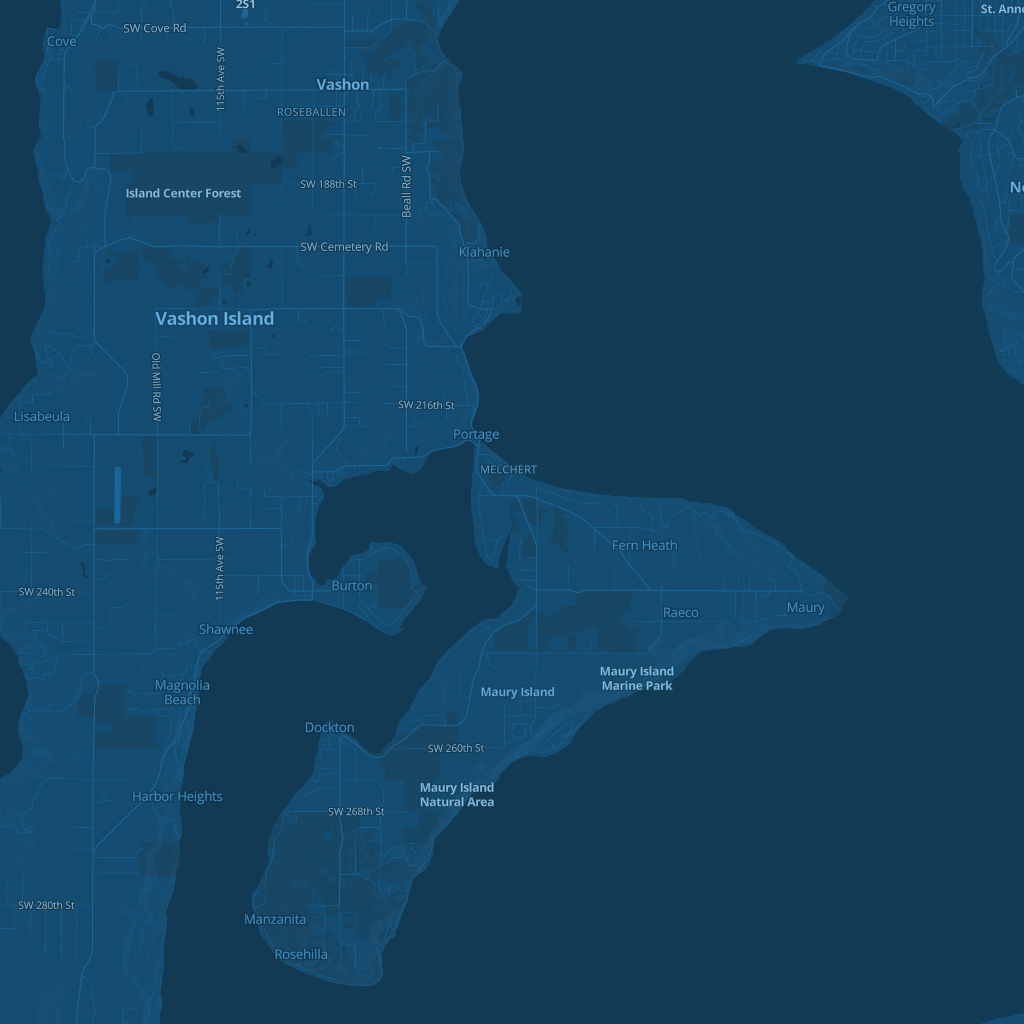 2S1
Gregory
Heights
St. Ann
SW Cove Rd
Cove
115th Ave SW
Vashon
ROSEBALLEN
Beall Rd SW
SW 188th St
Island Center Forest
SW Cemetery Rd
Klahanie
Vashon Island
Old Mill Rd SW
SW 216th St
Lisabeula
Portage
MELCHERT
Fern Heath
115th Ave SW
Burton
SW 240th St
Maury
Raeco
Shawnee
Maury Island
Marine Park
Magnolia
Beach
Maury Island
Dockton
SW 260th St
Maury Island
Natural Area
Harbor Heights
SW 268th St
SW 280th St
Manzanita
Rosehilla